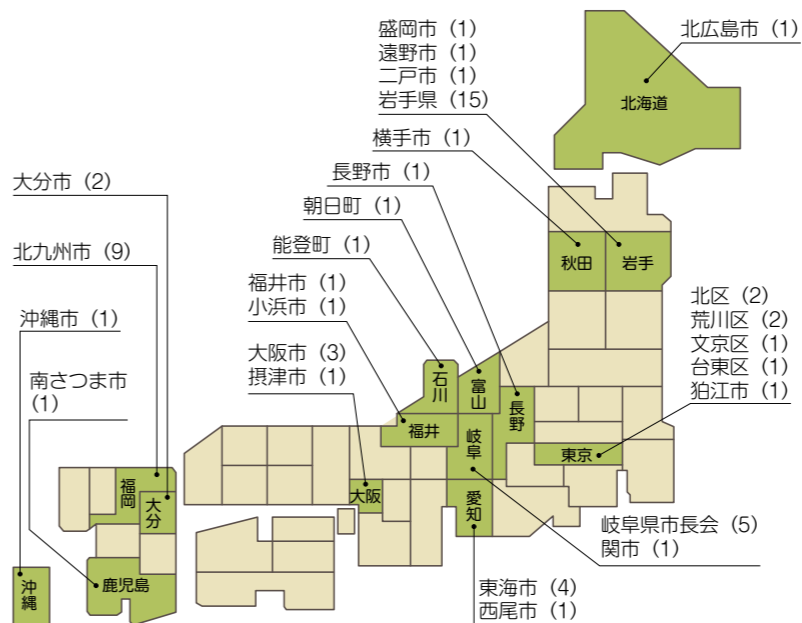 盛岡市（1）
遠野市（1）
二戸市（1）
岩手県（15）
北広島市（1）
北海道
横手市（1）
長野市（1）
大分市（2）
朝日町（1）
能登町（1）
北九州市（9）
秋田
岩手
福井市（1）
小浜市（1）
北区（2）
荒川区（2）
文京区（1）
台東区（1）
狛江市（1）
沖縄市（1）
大阪市（3）
摂津市（1）
南さつま市
（1）
石川
富山
長野
福井
岐阜
東京
福岡
大分
大阪
愛知
岐阜県市長会（5）
関市（1）
鹿児島
沖縄
東海市（4）
西尾市（1）